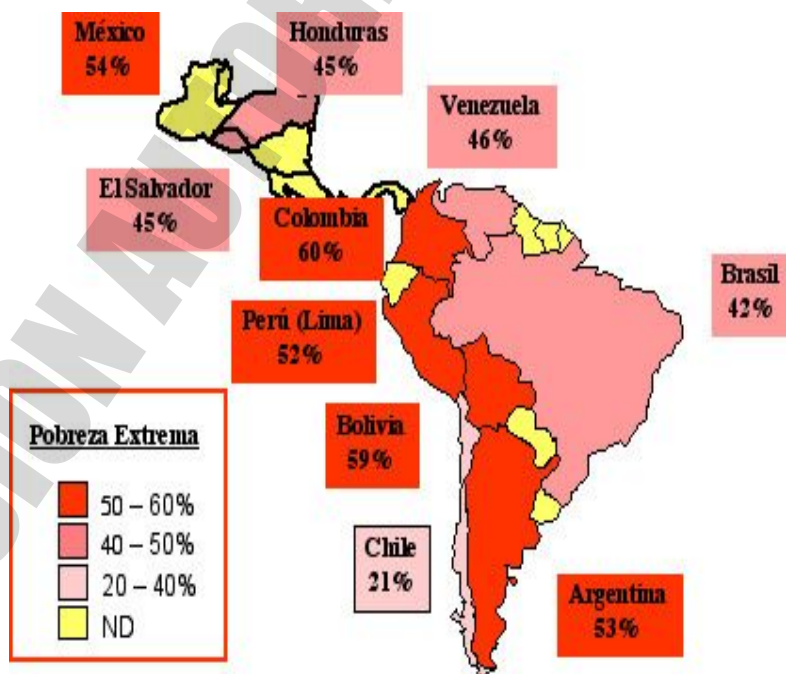 México
54%
Honduras
45%
Venezuela
46%
El Salvador
45%
Colombia
60%
Brasil
42%
Perú (Lima)
52%
Bolivia
59%
Pobreza Extrema
50 – 60%
40 – 50%
20 – 40%
ND
Chile
21%
Argentina
53%